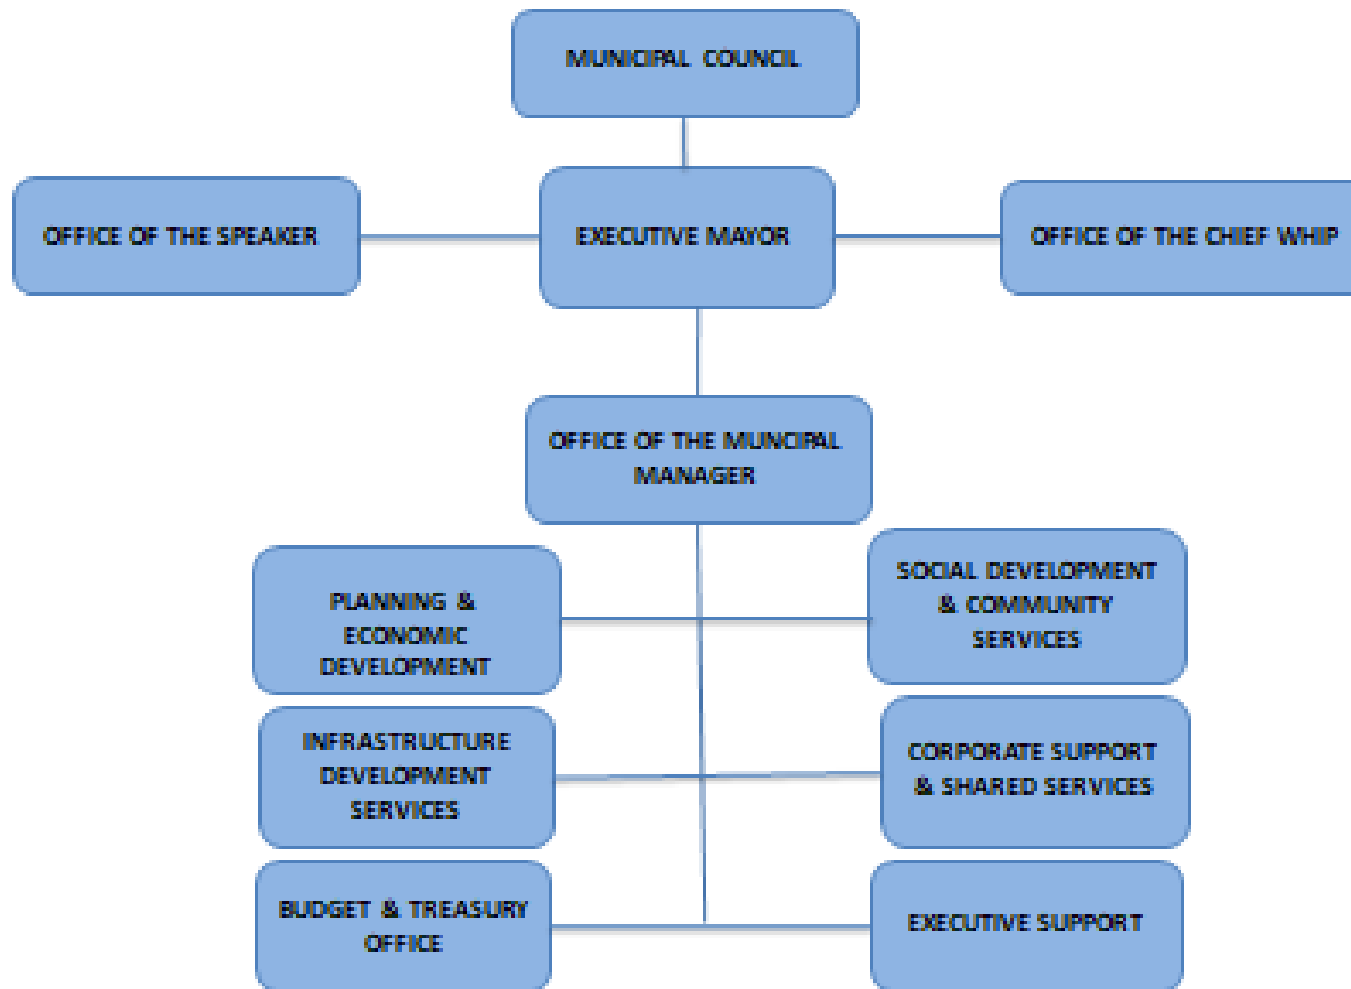 MUNICIPAL COUNCIL
OFFICE OF THE SPEAKER
EXECUTIVE MAYOR
OFFICE OF THE CHIEF WHIP
OFFICE OF THE MUNCIPAL
MANAGER
PLANNING &
ECONOMIC
DEVELOPMENT
SOCIAL DEVELOPMENT
& COMMUNITY
SERVICES
INFRASTRUCTURE
DEVELOPMENT
SERVICES
CORPORATE SUPPORT
& SHARED SERVICES
BUDGET & TREASURY
OFFICE
EXECUTIVE SUPPORT